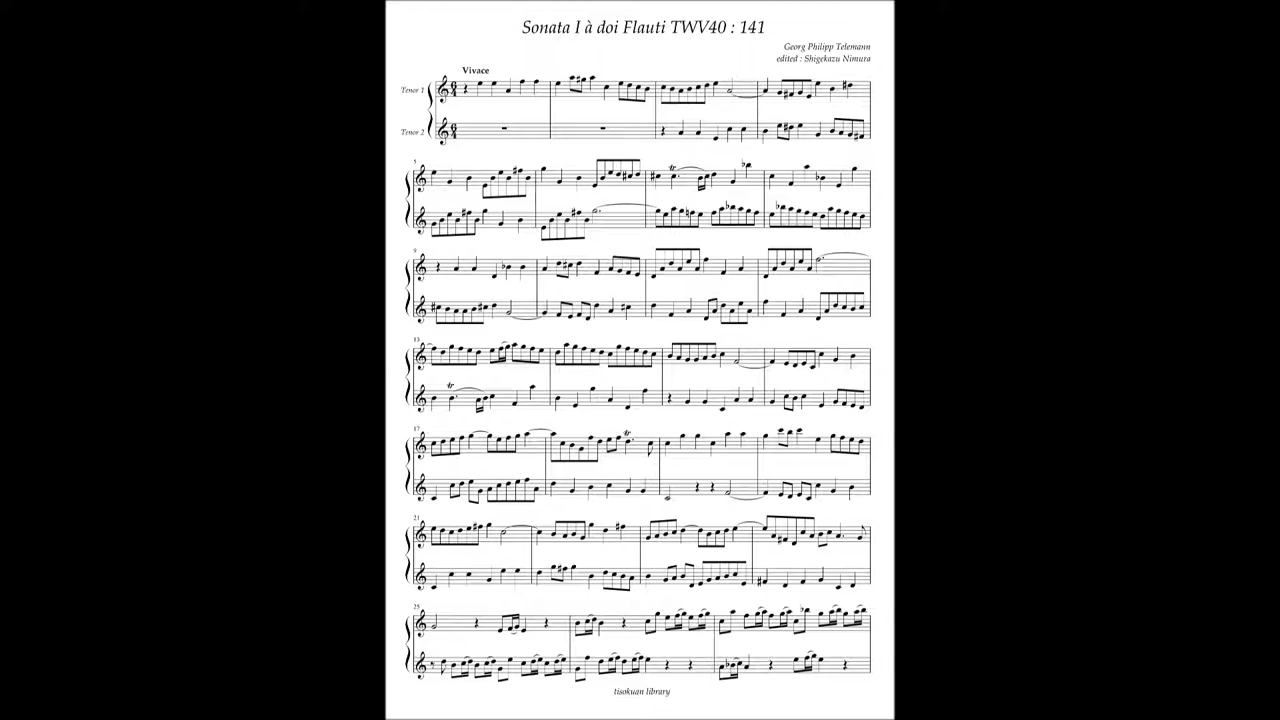 Sonata I à doi Flauti TWV40 : 141
Georg Philipp Telemann
edited : Shigekazu Nimura
Vivace
Tenor 1
Tenor 2
5
9
13
17
21
25
tisokuan library